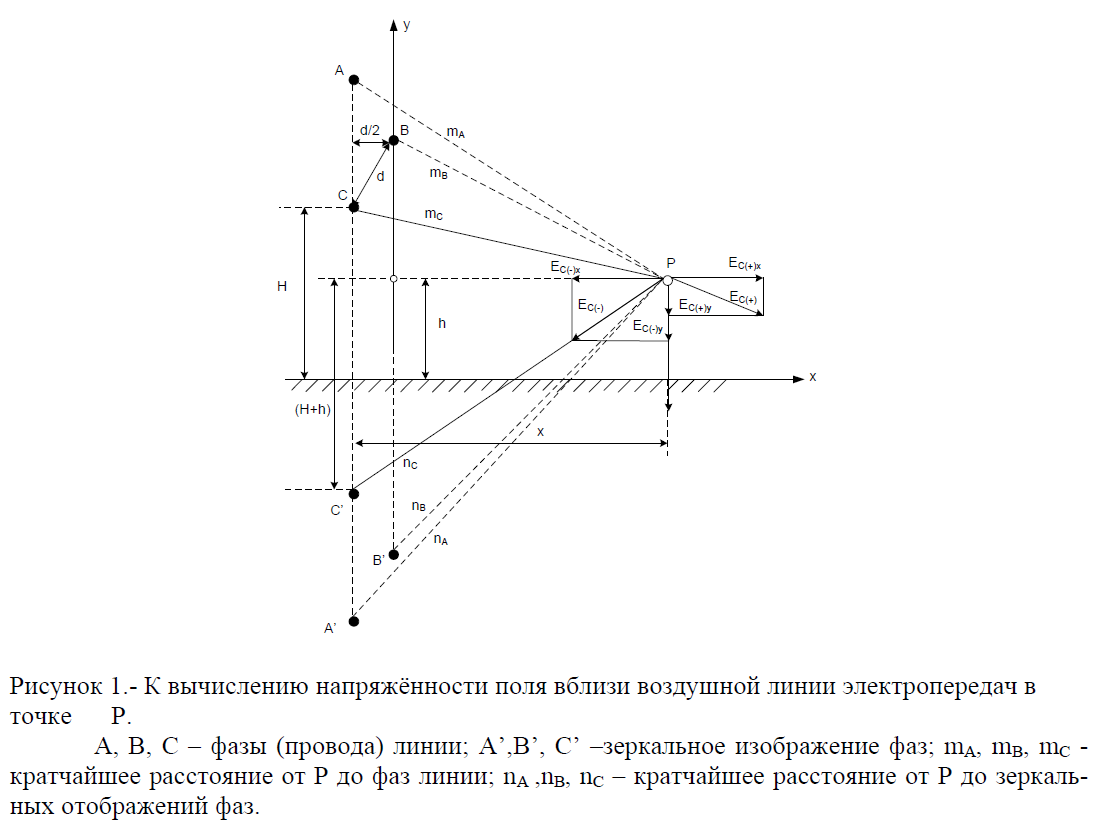 y
A
d/2
B
mA
d
mB
C
mC
P
EC(-)x
EC(+)x
H
EC(-)
EC(+)y
EC(+)
h
EC(-)y
x
(H+h)
x
nC
C'
nB
nA
B'
A'
Рисунок 1.- К вычислению напряжённости поля вблизи воздушной линии электропередач в
точке Р.
А, В, С – фазы (провода) линии; А’,В’, С’ –зеркальное изображение фаз; mA, mB, mC -
кратчайшее расстояние от Р до фаз линии; nA ,nB, nC – кратчайшее расстояние от Р до зеркаль-
ных отображений фаз.